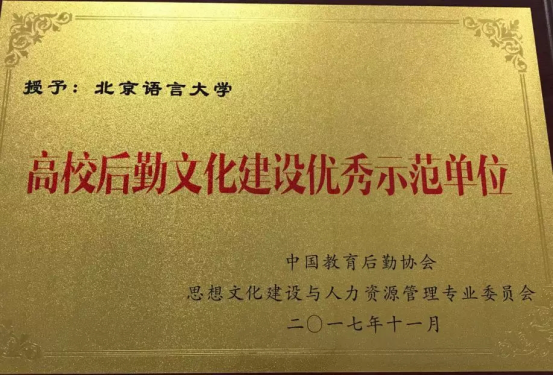 授予：北京语言大学
高校后勤文化建设优秀示范单位
中国教育后勤协会
思想文化建设与人力资源管理专业委员会
二〇一七年十一月